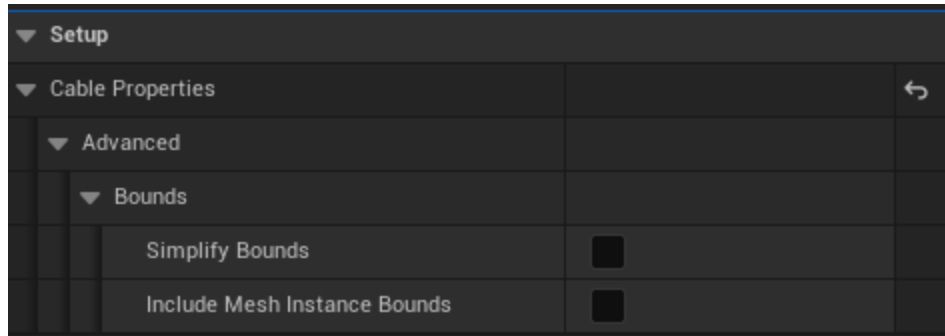 Setup
Cable Properties
Advanced
Bounds
Simplify Bounds
Include Mesh Instance Bounds